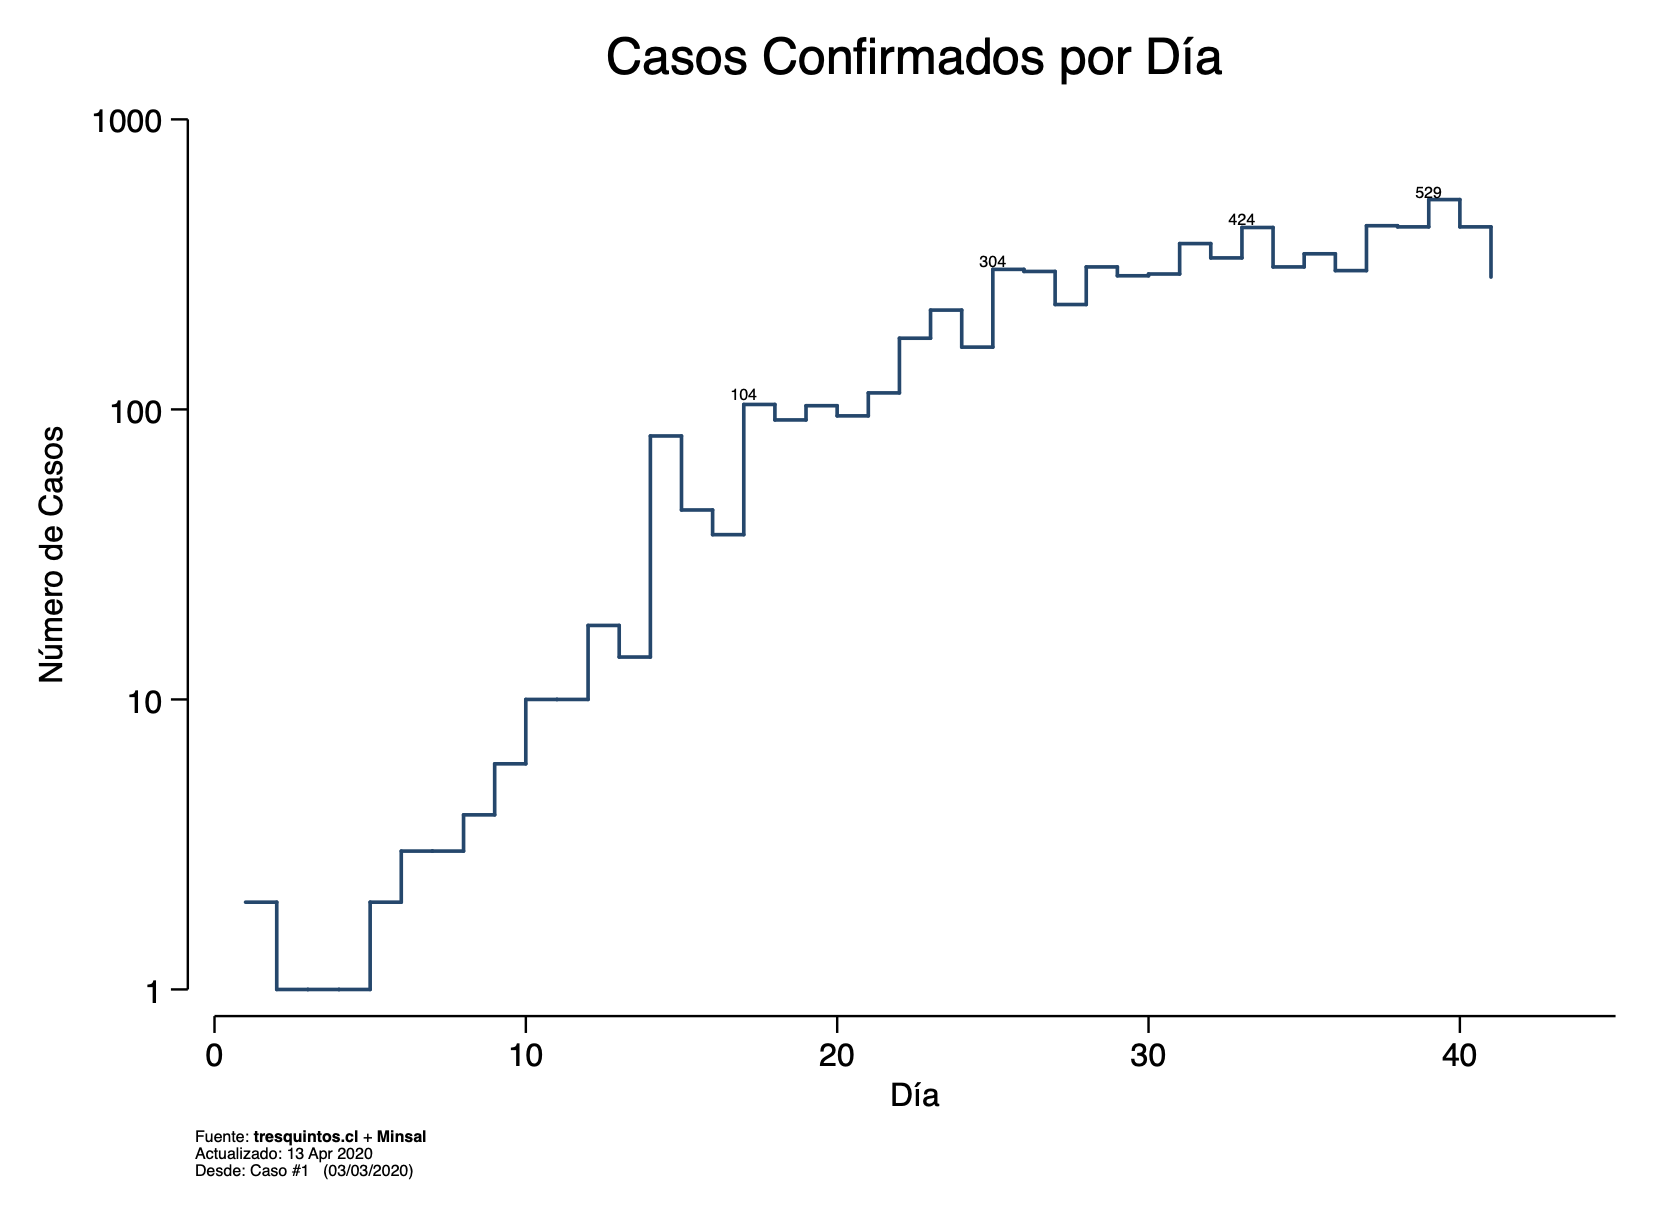 Casos Confirmados por Día
1000
100
10
1
Número de Casos
104
304
424
529
0 10 20 30 40
Día
Fuente: tresquintos.cl + Minsal
Actualizado: 13 Apr 2020
Desde: Caso #1 (03/03/2020)